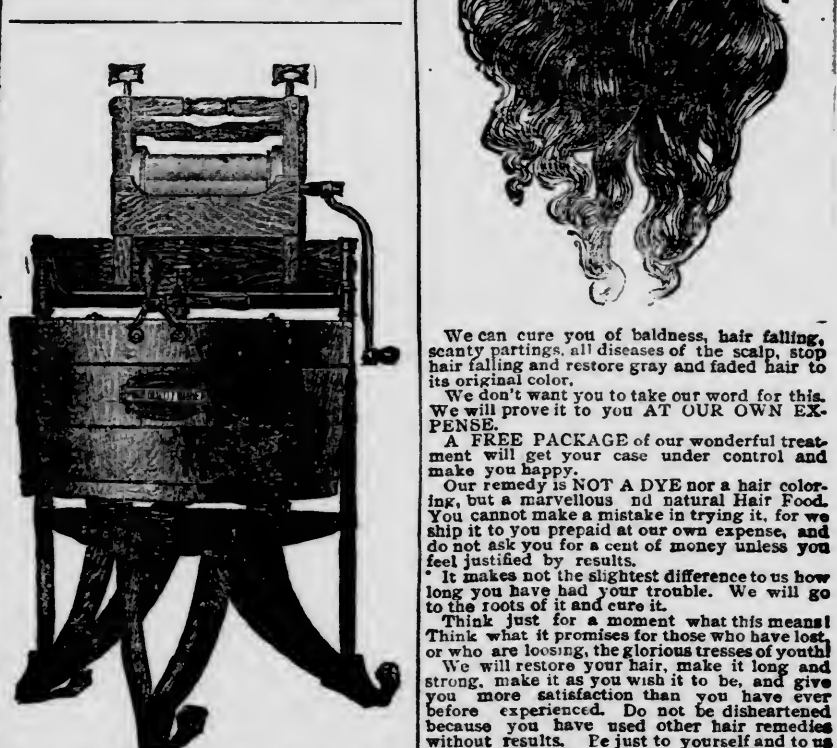 We can cure you of baldness, hair falling,
scanty partings, all diseases of the scalp, stop
hair falling and restore gray and faded hair to
its original color.
We don't want you to take our word for this.
We will prove it to you AT OUR OWN EX-
PENSE.
A FREE PACKAGE of our wonderful treat-
ment will get your case under control and
make you happy.
Our remedy is NOT A DYE nor a hair color-
ing, but a marvellous nd natural Hair Food.
You cannot make a mistake in trying it, for we
ship it to you prepaid at our own expense, and
do not ask you for a cent of money unless you
feel justified by results.
It makes not the slightest difference to us how
long you have had your trouble. We will go
to the roots of it and cure it.
Think just for a moment what this means!
Think what it promises for those who have lost,
or who are loosing, the glorious tresses of youth!
We will restore your hair, make it long and
strong, make it as you wish it to be, and give
you more satisfaction than you have ever
before experienced. Do not be disheartened
because you have used other hair remedies
without results. Be just to yourself and to us